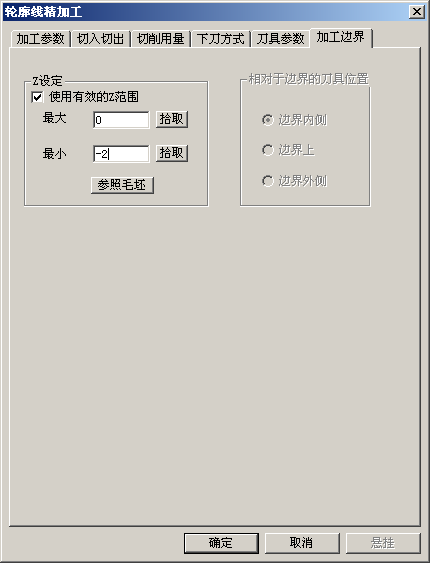 轮廓线精加工
加工参数 切入切出 切削用量 下刀方式 刀具参数 加工边界
Z设定
使用有效的Z范围
最大 0 拾取
最小 -2 拾取
参照毛坯
相对于边界的刀具位置
边界内侧
边界上
边界外侧
确定 取消 悬挂